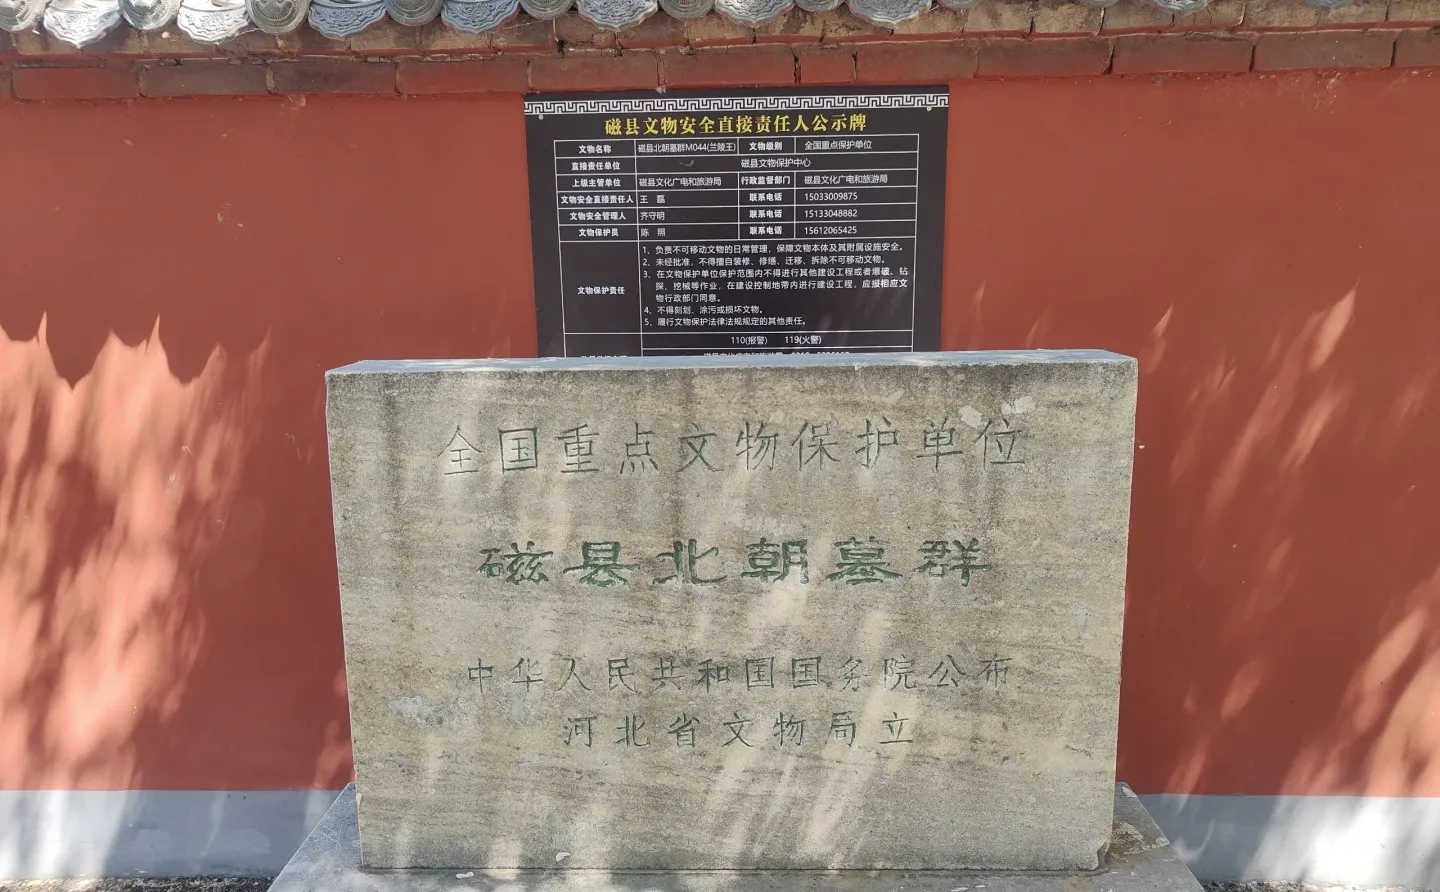 磁县文物安全直接责任人公示牌
文物名称 磁县北朝墓群M044(兰陵王) 文物级别 全国重点保护单位
直接责任单位 磁县文物保护中心
上级主管单位 磁县文化广电和旅游局 行政监督部门 磁县文化广电和旅游局
文物安全直接责任人 王 磊 联系电话 15033009875
文物安全管理人 齐守明 联系电话 15133048882
文物保护员 陈 照 联系电话 15612065425
文物保护责任
1、负责不可移动文物的日常管理，保障文物本体及其附属设施安全。
2、未经批准，不得擅自装修、修缮、迁移、拆除不可移动文物。
3、在文物保护单位保护范围内不得进行其他建设工程或者爆破、钻
探、挖械等作业，在建设控制地带内进行建设工程，应报相应文
物行政部门同意。
4、不得刻划、涂污或损坏文物。
5、履行文物保护法律法规规定的其他责任。
110(报警) 119(火警)
全国重点文物保护单位
磁县北朝墓群
中华人民共和国国务院公布
河北省文物局立